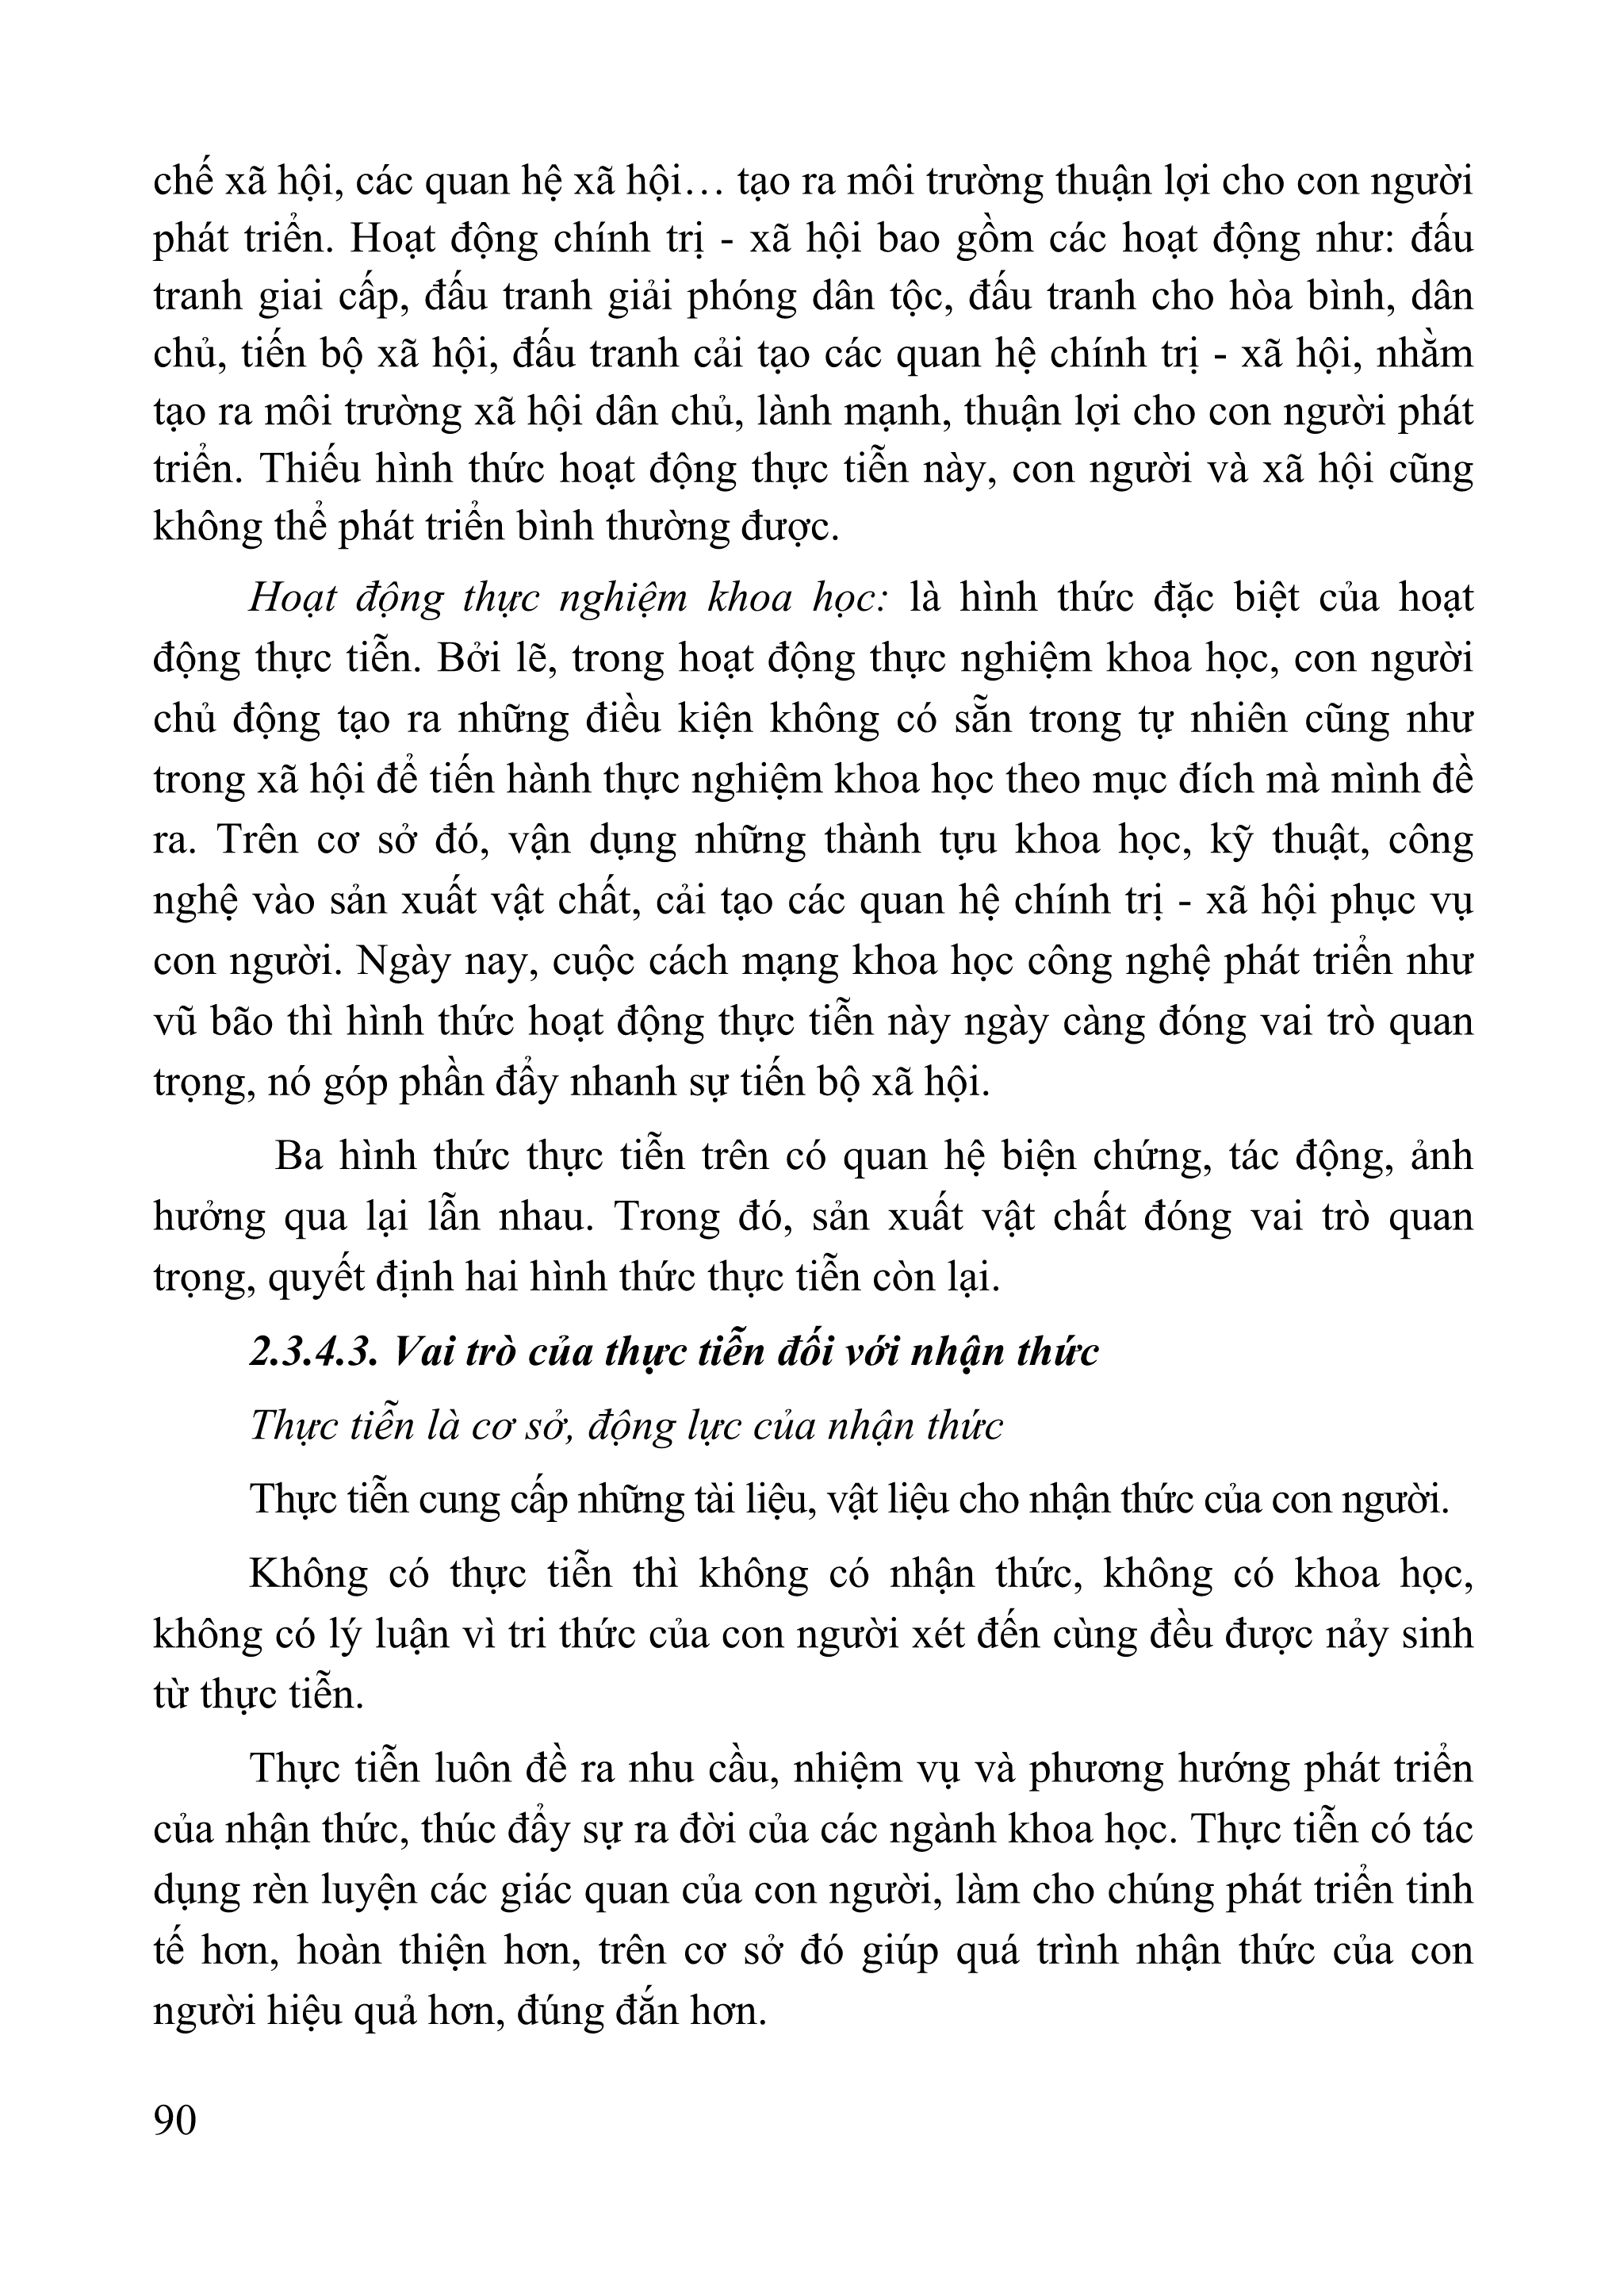 chế xã hội, các quan hệ xã hội… tạo ra môi trường thuận lợi cho con người
phát triển. Hoạt động chính trị - xã hội bao gồm các hoạt động như: đấu
tranh giai cấp, đấu tranh giải phóng dân tộc, đấu tranh cho hòa bình, dân
chủ, tiến bộ xã hội, đấu tranh cải tạo các quan hệ chính trị - xã hội, nhằm
tạo ra môi trường xã hội dân chủ, lành mạnh, thuận lợi cho con người phát
triển. Thiếu hình thức hoạt động thực tiễn này, con người và xã hội cũng
không thể phát triển bình thường được.
Hoạt động thực nghiệm khoa học: là hình thức đặc biệt của hoạt
động thực tiễn. Bởi lẽ, trong hoạt động thực nghiệm khoa học, con người
chủ động tạo ra những điều kiện không có sẵn trong tự nhiên cũng như
trong xã hội để tiến hành thực nghiệm khoa học theo mục đích mà mình đề
ra. Trên cơ sở đó, vận dụng những thành tựu khoa học, kỹ thuật, công
nghệ vào sản xuất vật chất, cải tạo các quan hệ chính trị - xã hội phục vụ
con người. Ngày nay, cuộc cách mạng khoa học công nghệ phát triển như
vũ bão thì hình thức hoạt động thực tiễn này ngày càng đóng vai trò quan
trọng, nó góp phần đẩy nhanh sự tiến bộ xã hội.
Ba hình thức thực tiễn trên có quan hệ biện chứng, tác động, ảnh
hưởng qua lại lẫn nhau. Trong đó, sản xuất vật chất đóng vai trò quan
trọng, quyết định hai hình thức thực tiễn còn lại.
2.3.4.3. Vai trò của thực tiễn đối với nhận thức
Thực tiễn là cơ sở, động lực của nhận thức
Thực tiễn cung cấp những tài liệu, vật liệu cho nhận thức của con người.
Không có thực tiễn thì không có nhận thức, không có khoa học,
không có lý luận vì tri thức của con người xét đến cùng đều được nảy sinh
từ thực tiễn.
Thực tiễn luôn đề ra nhu cầu, nhiệm vụ và phương hướng phát triển
của nhận thức, thúc đẩy sự ra đời của các ngành khoa học. Thực tiễn có tác
dụng rèn luyện các giác quan của con người, làm cho chúng phát triển tinh
tế hơn, hoàn thiện hơn, trên cơ sở đó giúp quá trình nhận thức của con
người hiệu quả hơn, đúng đắn hơn.
90